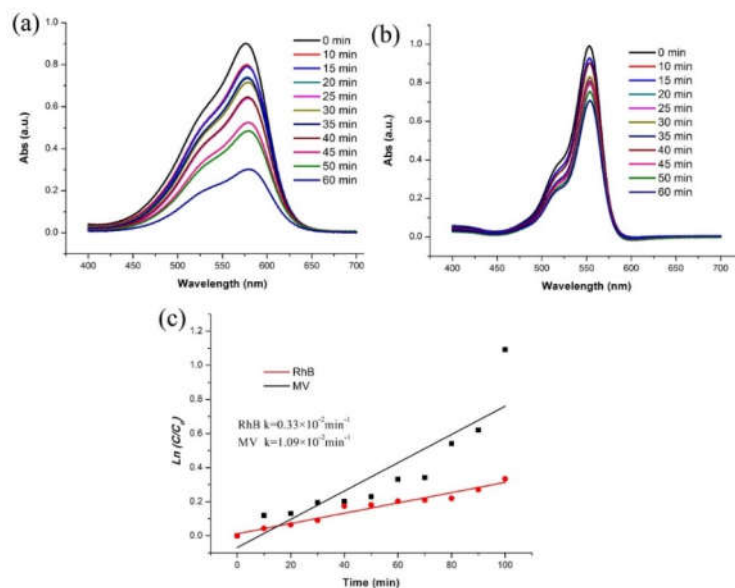 (a)
1.0
0.8
0.6
0.4
0.2
0.0
Abs (a.u.)
400 450 500 550 600 650 700
Wavelength (nm)
0 min
10 min
15 min
20 min
25 min
30 min
35 min
40 min
45 min
50 min
60 min
(b)
1.0
0.8
0.6
0.4
0.2
0.0
Abs (a.u.)
400 450 500 550 600 650 700
Wavelength (nm)
0 min
10 min
15 min
20 min
25 min
30 min
35 min
40 min
45 min
50 min
60 min
(c)
1.2
1.0
0.8
0.6
0.4
0.2
0.0
Ln (C/C₀)
RhB
MV
RhB k=0.33×10⁻²min⁻¹
MV k=1.09×10⁻²min⁻¹
0 20 40 60 80 100
Time (min)